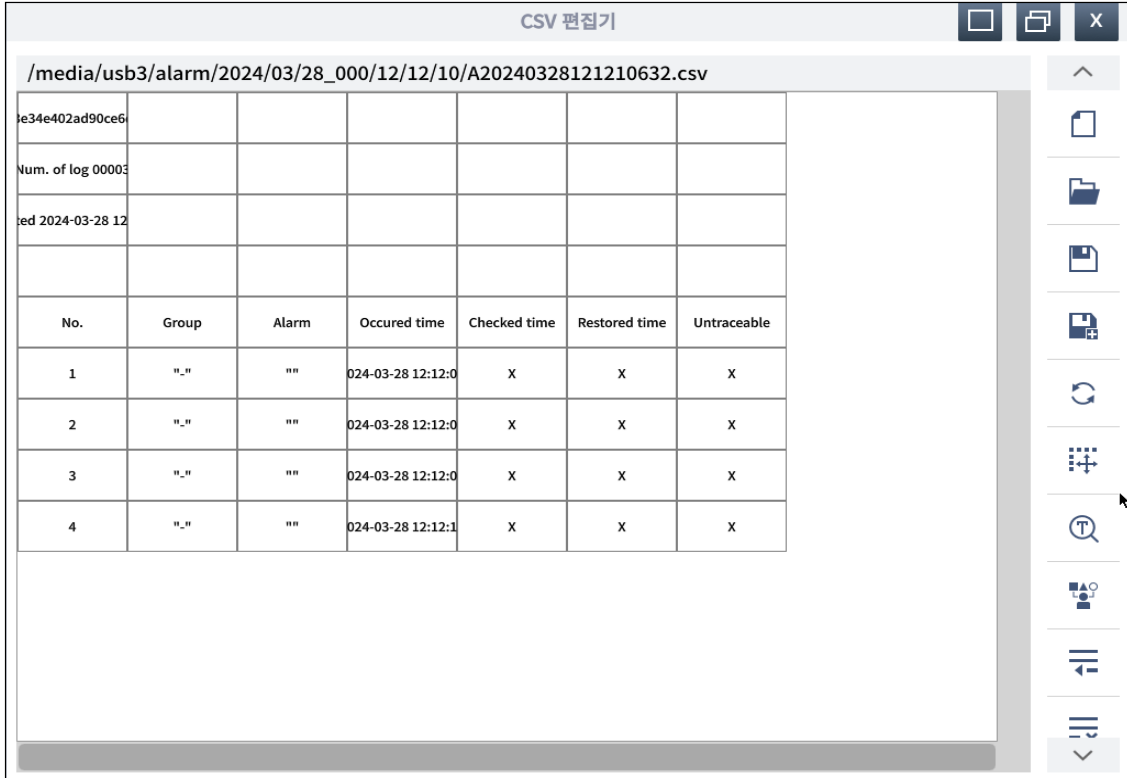 CSV 편집기
X
/media/usb3/alarm/2024/03/28_000/12/12/10/A20240328121210632.csv
3e34e402ad90ce6
Num. of log 00003
ted 2024-03-28 12
No. Group Alarm Occured time Checked time Restored time Untraceable
1 "-" "" 024-03-28 12:12:0 X X X
2 "-" "" 024-03-28 12:12:0 X X X
3 "-" "" 024-03-28 12:12:0 X X X
4 "-" "" 024-03-28 12:12:1 X X X